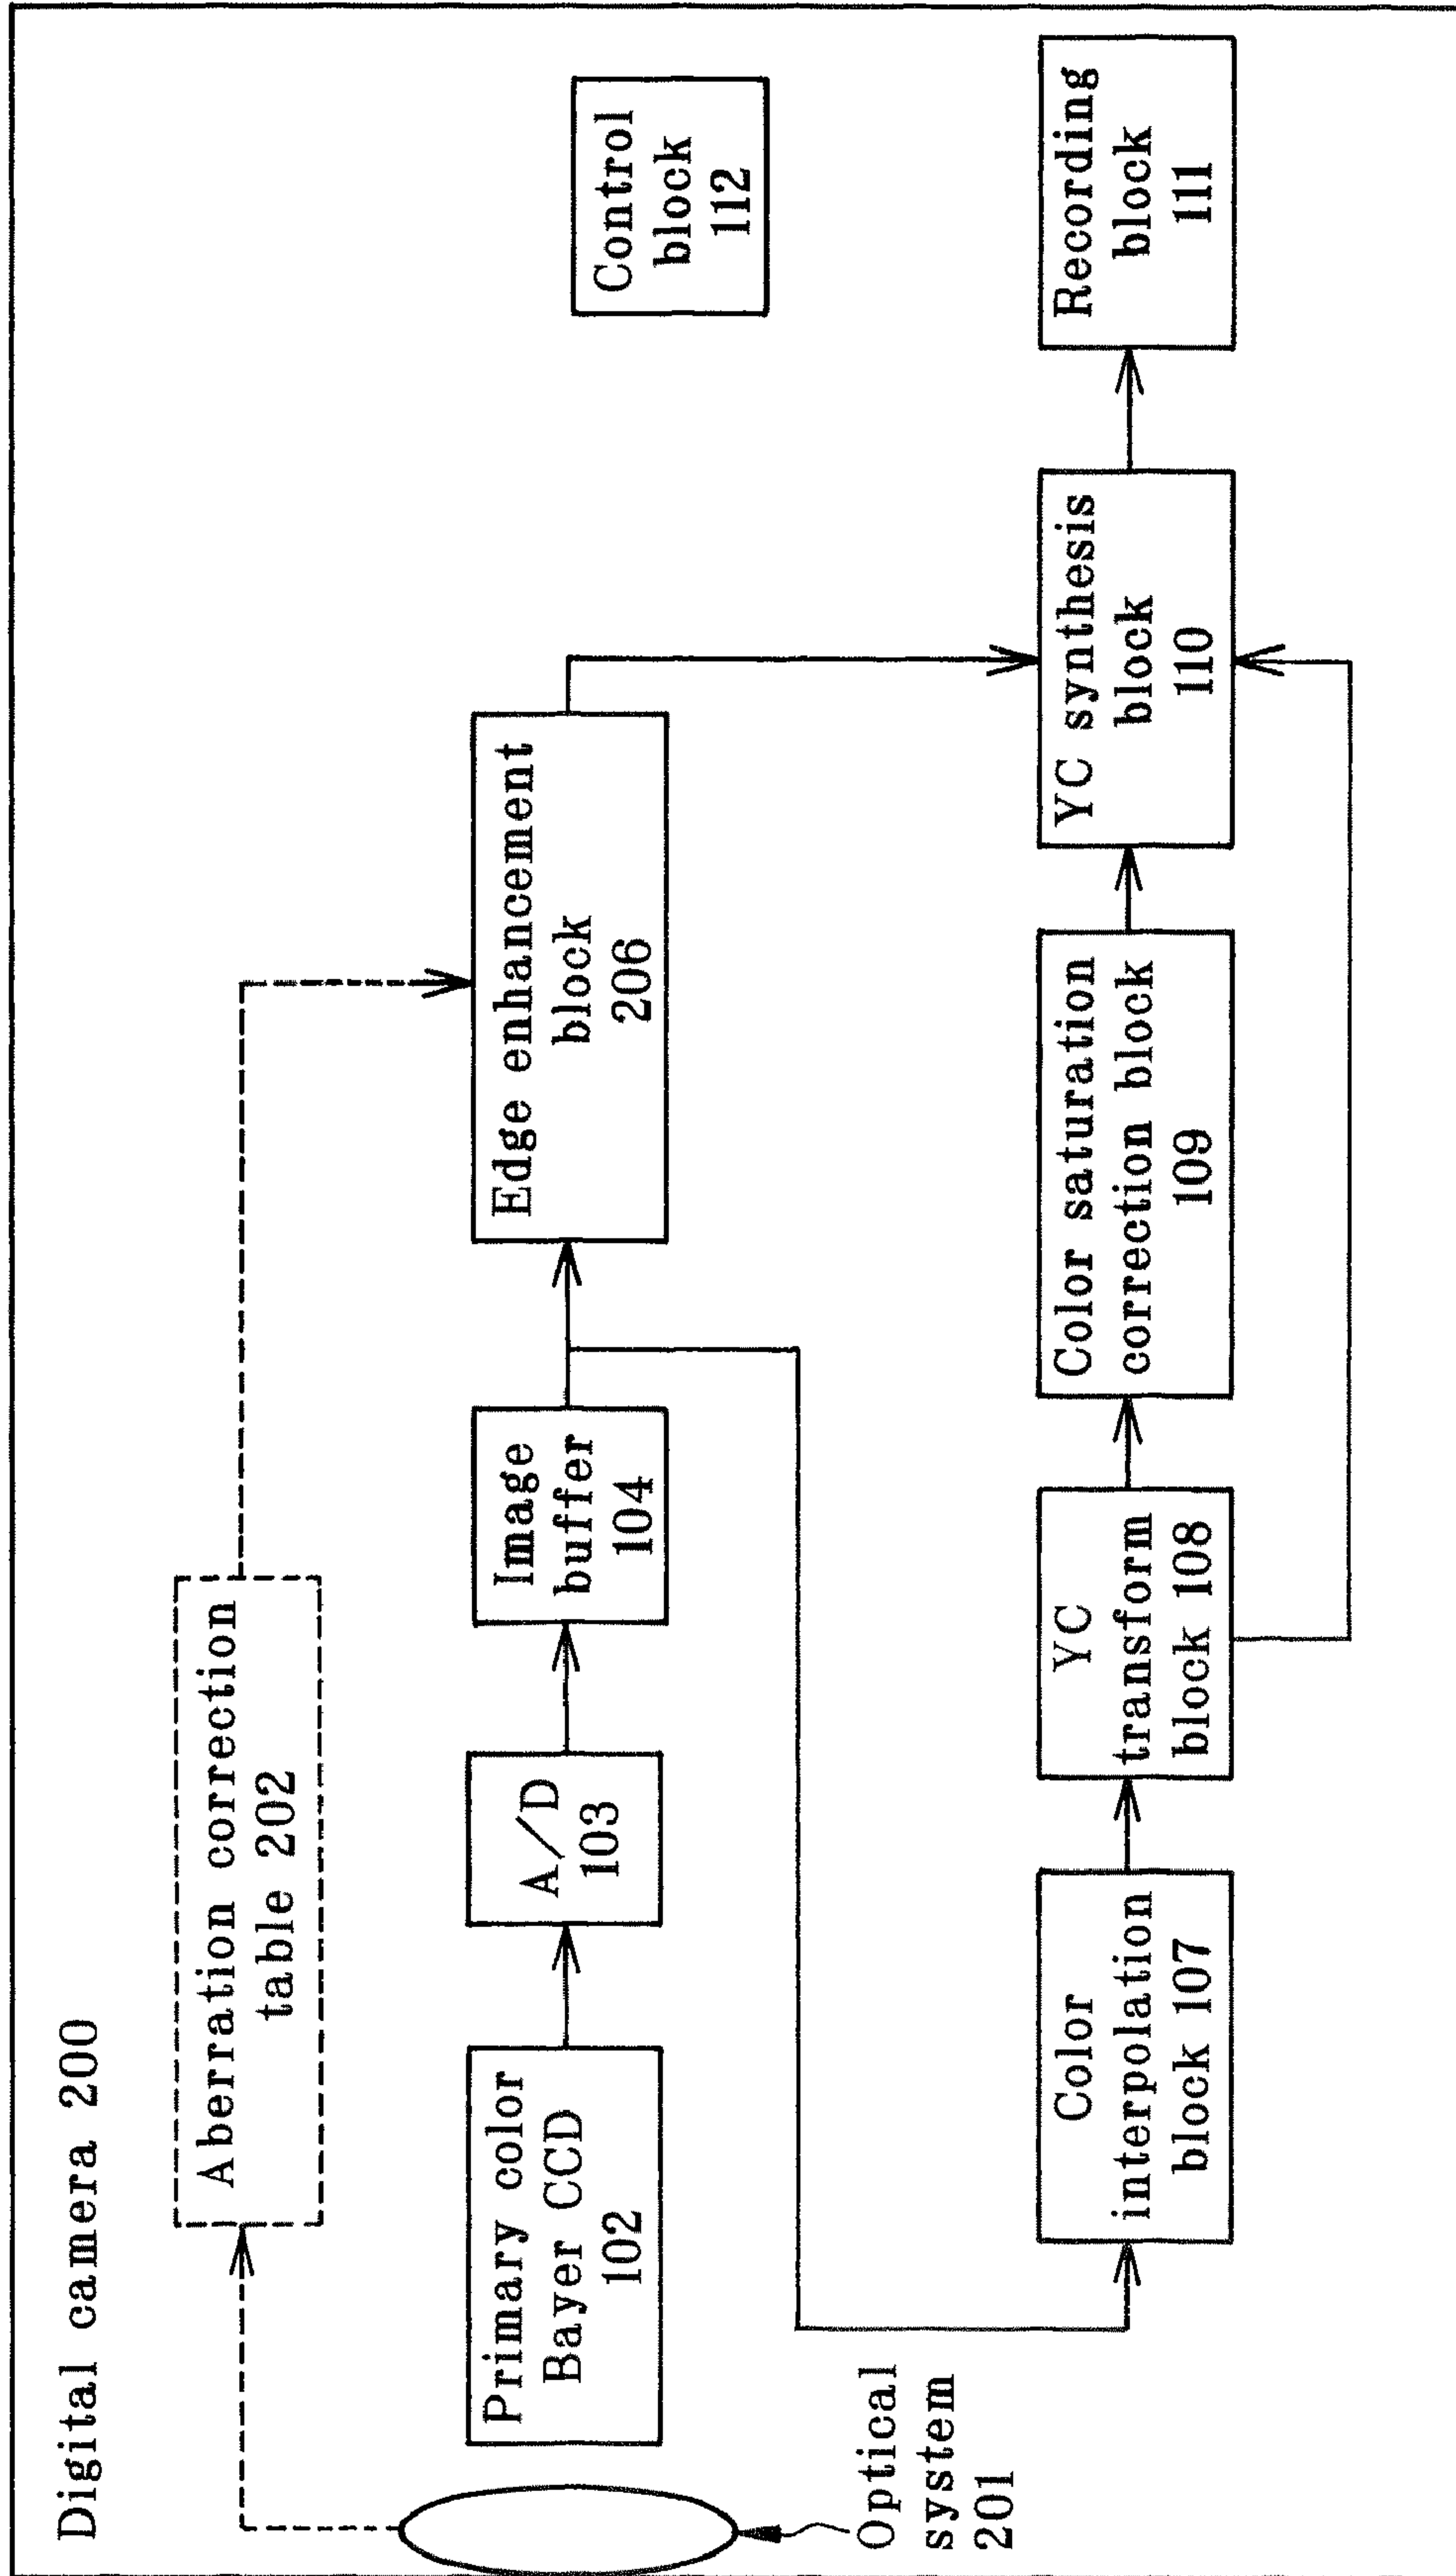 Digital camera 200
Aberration correction
table 202
Primary color
Bayer CCD
102
A/D
103
Image
buffer
104
Edge enhancement
block
206
Control
block
112
Optical
system
201
Color
interpolation
block 107
YC
transform
block 108
Color saturation
correction block
109
YC synthesis
block
110
Recording
block
111